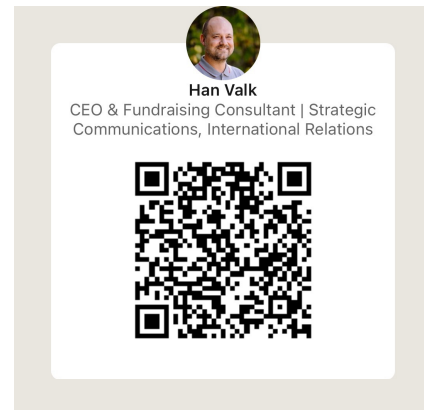 Han Valk
CEO & Fundraising Consultant | Strategic
Communications, International Relations